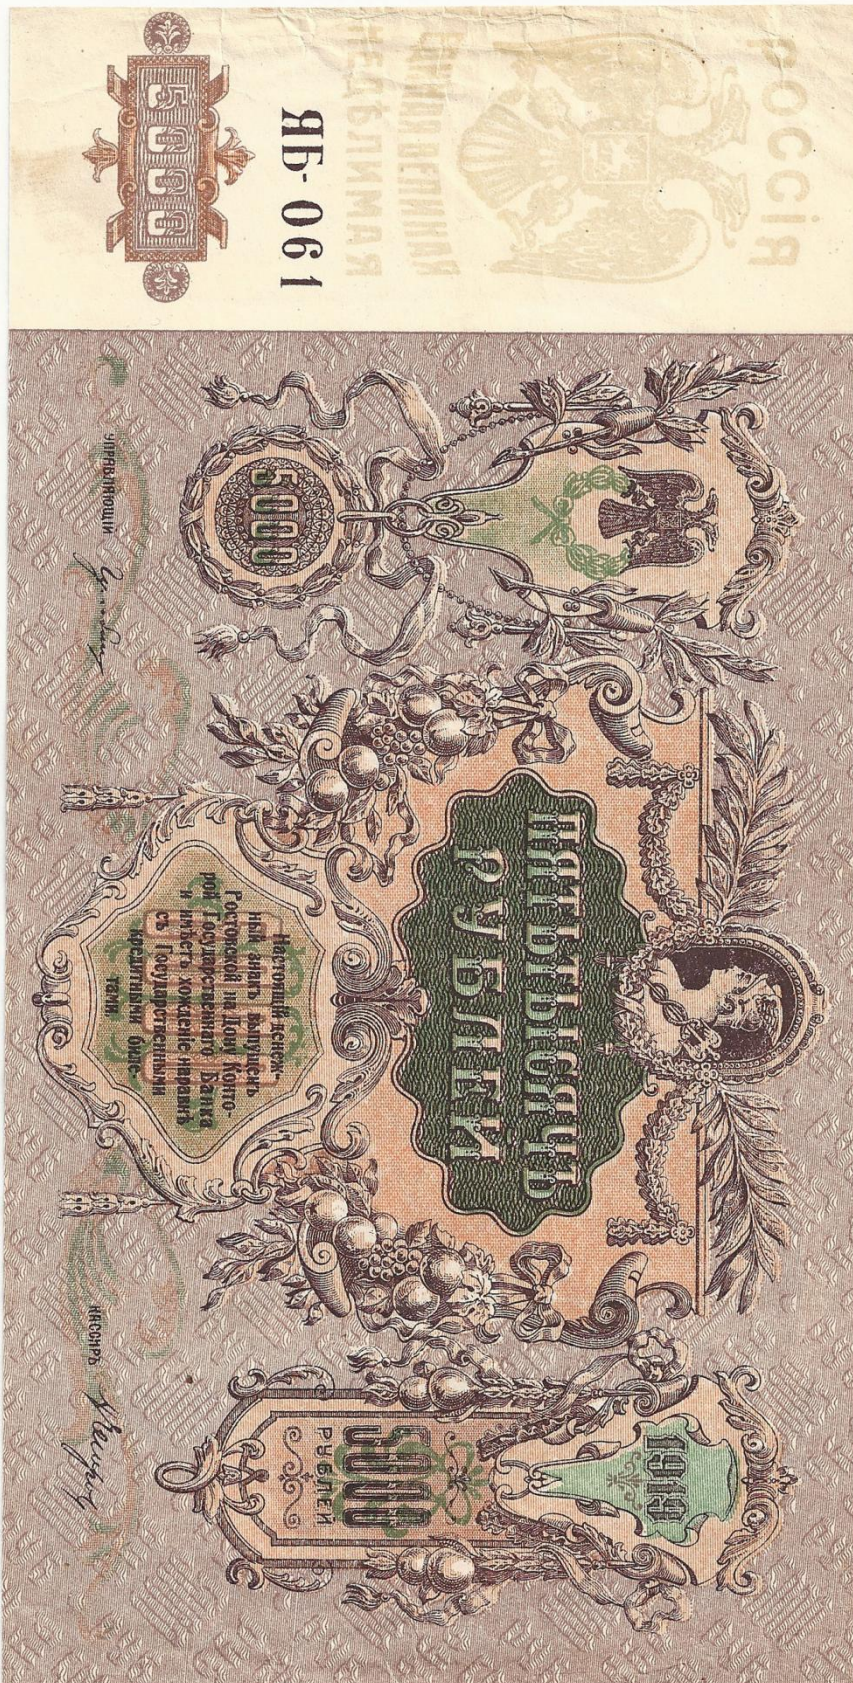 РОССІЯ
ЕДИНАЯ ВЕЛИКАЯ
НЕДѢЛИМАЯ
ЯБ-061
5000
5000
ПЯТЬ ТЫСЯЧЪ
РУБЛЕЙ
Настоящій денеж-
ный знакъ выпущенъ
Ростовской на Дону Конто-
рой Государственнаго Банка
и имѣетъ хожденіе наравнѣ
съ Государственными
кредитными биле-
тами
1919
5000
РУБЛЕЙ
УПРАВЛЯЮЩІЙ
КАССИРЪ